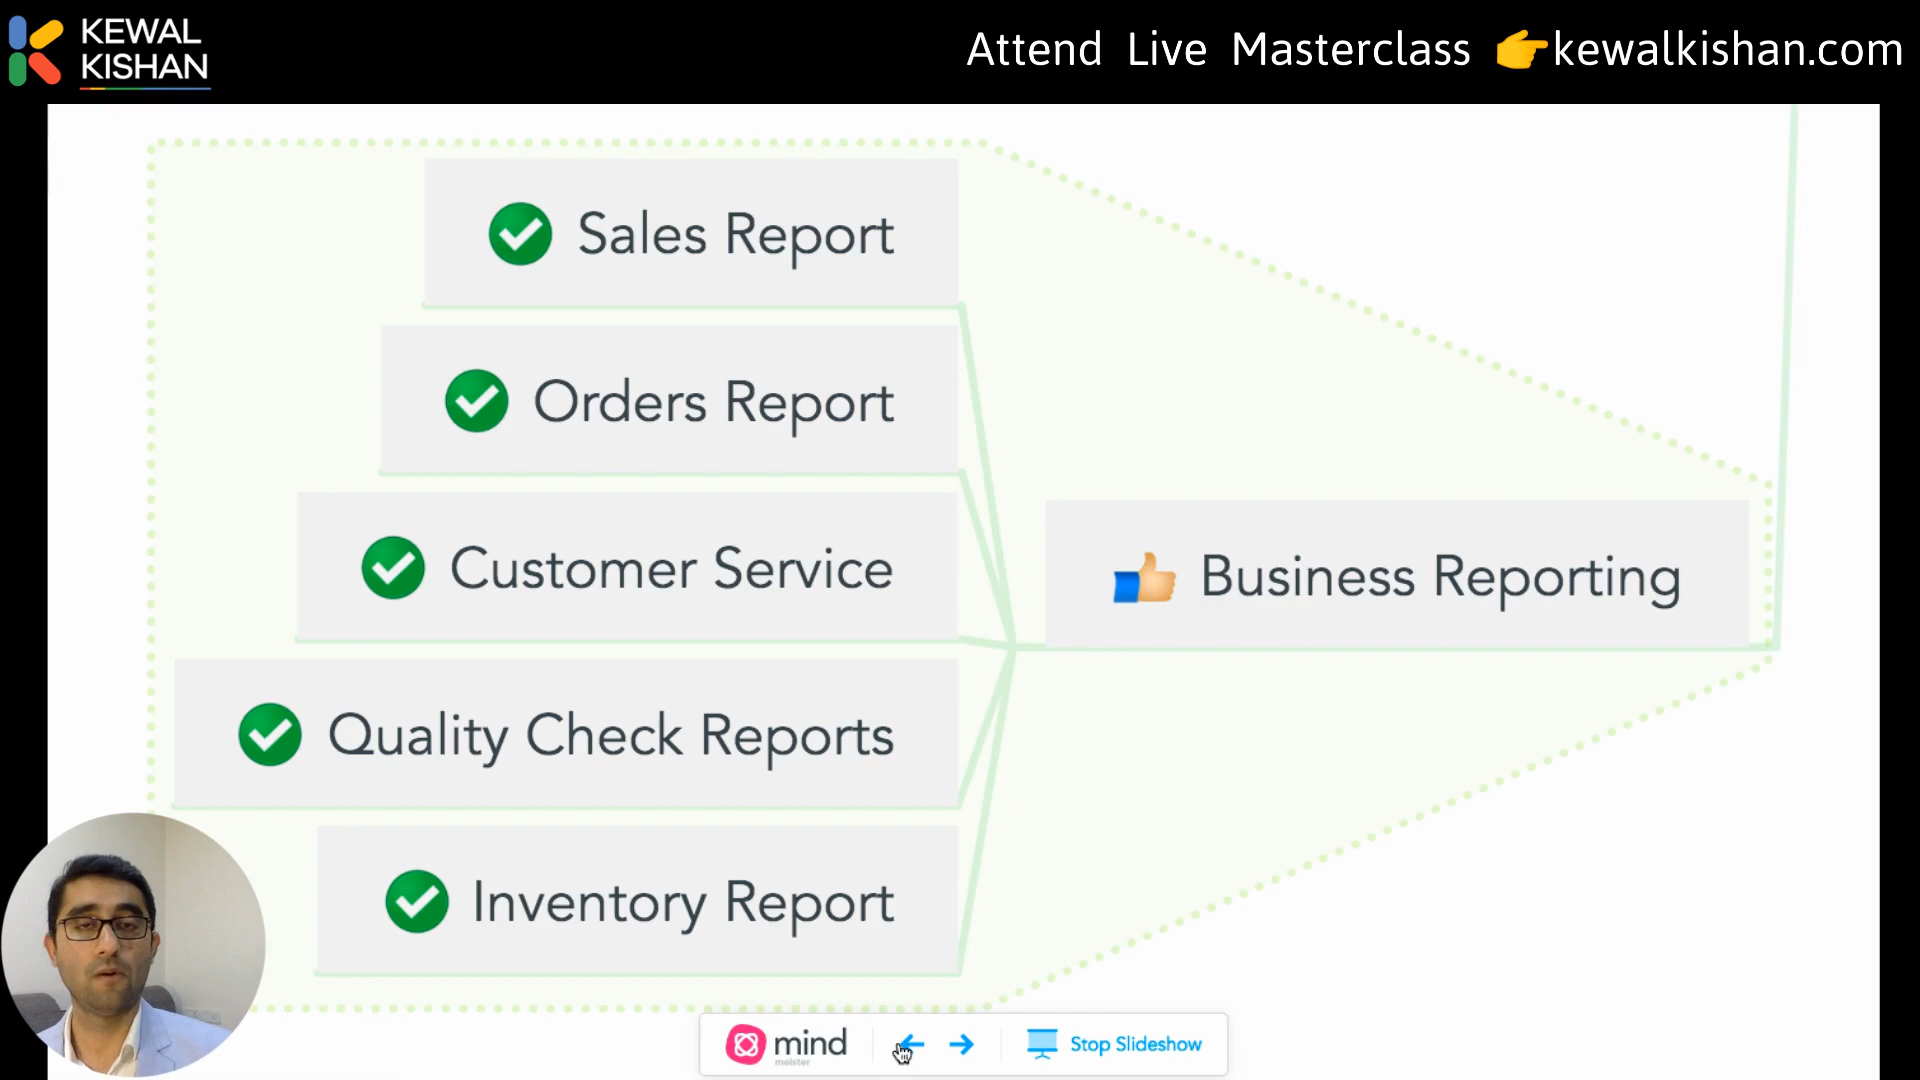 KEWAL
KISHAN
Attend Live Masterclass 👉kewalkishan.com
Sales Report
Orders Report
Customer Service
Quality Check Reports
Inventory Report
Business Reporting
mind
meister
Stop Slideshow